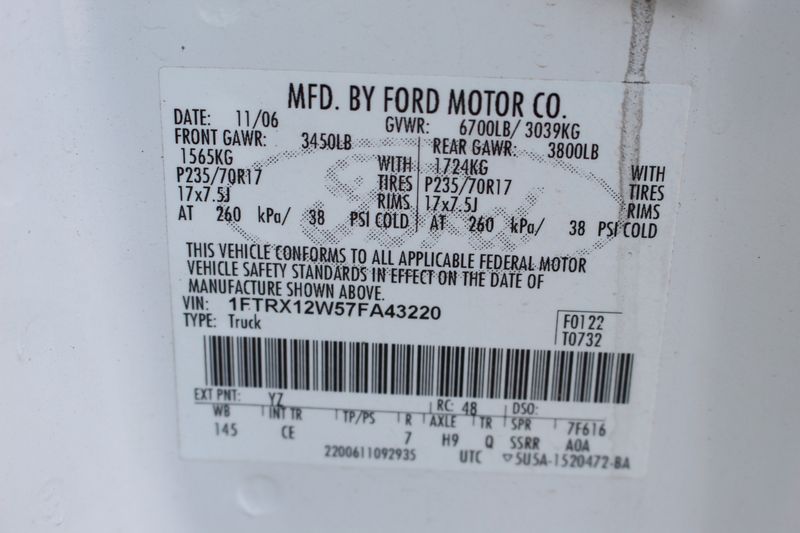 MFD. BY FORD MOTOR CO.
DATE: 11/06 GVWR: 6700LB/ 3039KG
FRONT GAWR: 3450LB REAR GAWR: 3800LB
1565KG WITH 1724KG WITH
P235/70R17 TIRES P235/70R17 TIRES
17x7.5J RIMS 17x7.5J RIMS
AT 260 kPa/ 38 PSI COLD AT 260 kPa/ 38 PSI COLD
Ford
THIS VEHICLE CONFORMS TO ALL APPLICABLE FEDERAL MOTOR
VEHICLE SAFETY STANDARDS IN EFFECT ON THE DATE OF
MANUFACTURE SHOWN ABOVE.
VIN: 1FTRX12W57FA43220
TYPE: Truck
F0122
T0732
EXT PNT: YZ RC: 48 DSO:
WB INT TR TP/PS R AXLE TR SPR 7F616
145 CE 7 H9 Q SSRR AOA
2200611092935 UTC ▽5U5A-1520472-BA